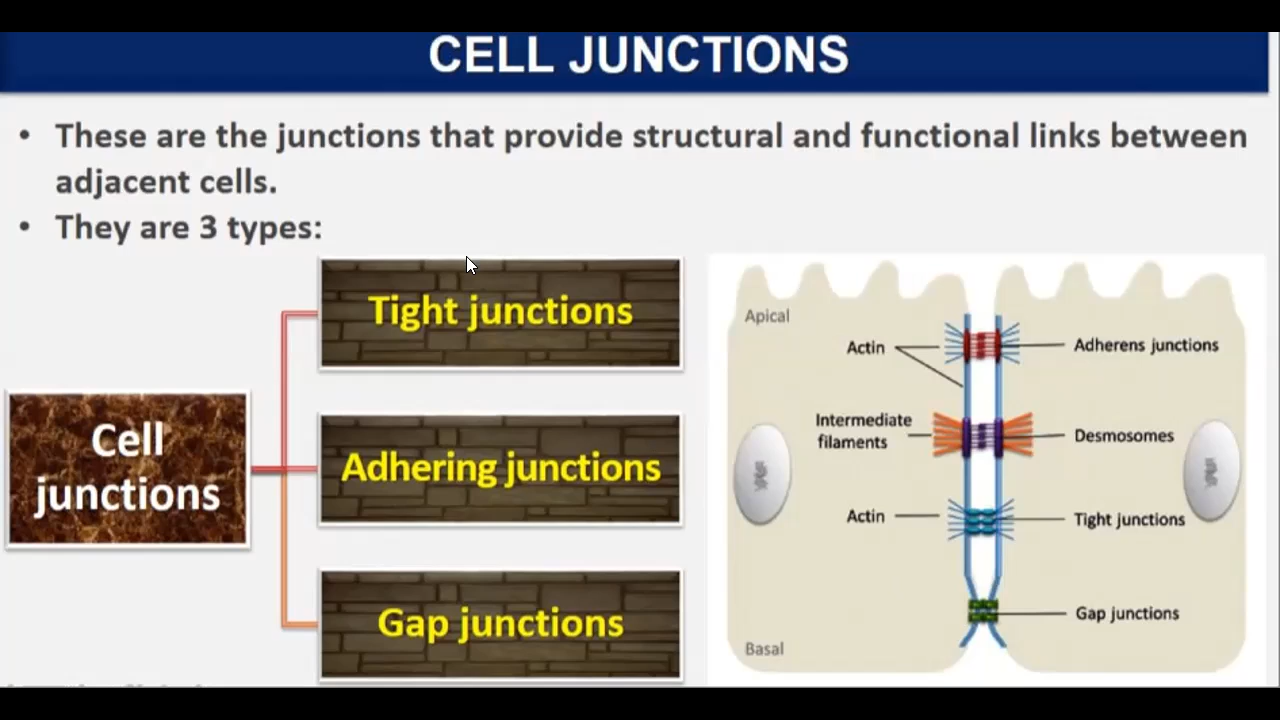 CELL JUNCTIONS
• These are the junctions that provide structural and functional links between
adjacent cells.
• They are 3 types:
Cell
junctions
Tight junctions
Adhering junctions
Gap junctions
Apical
Actin
Adherens junctions
Intermediate
filaments
Desmosomes
Actin
Tight junctions
Gap junctions
Basal